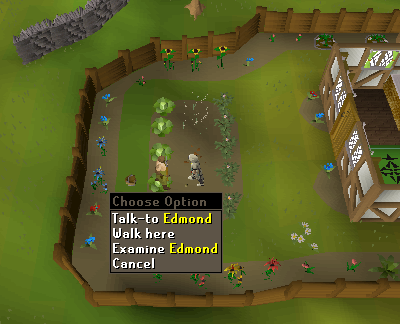 Choose Option
Talk-to Edmond
Walk here
Examine Edmond
Cancel